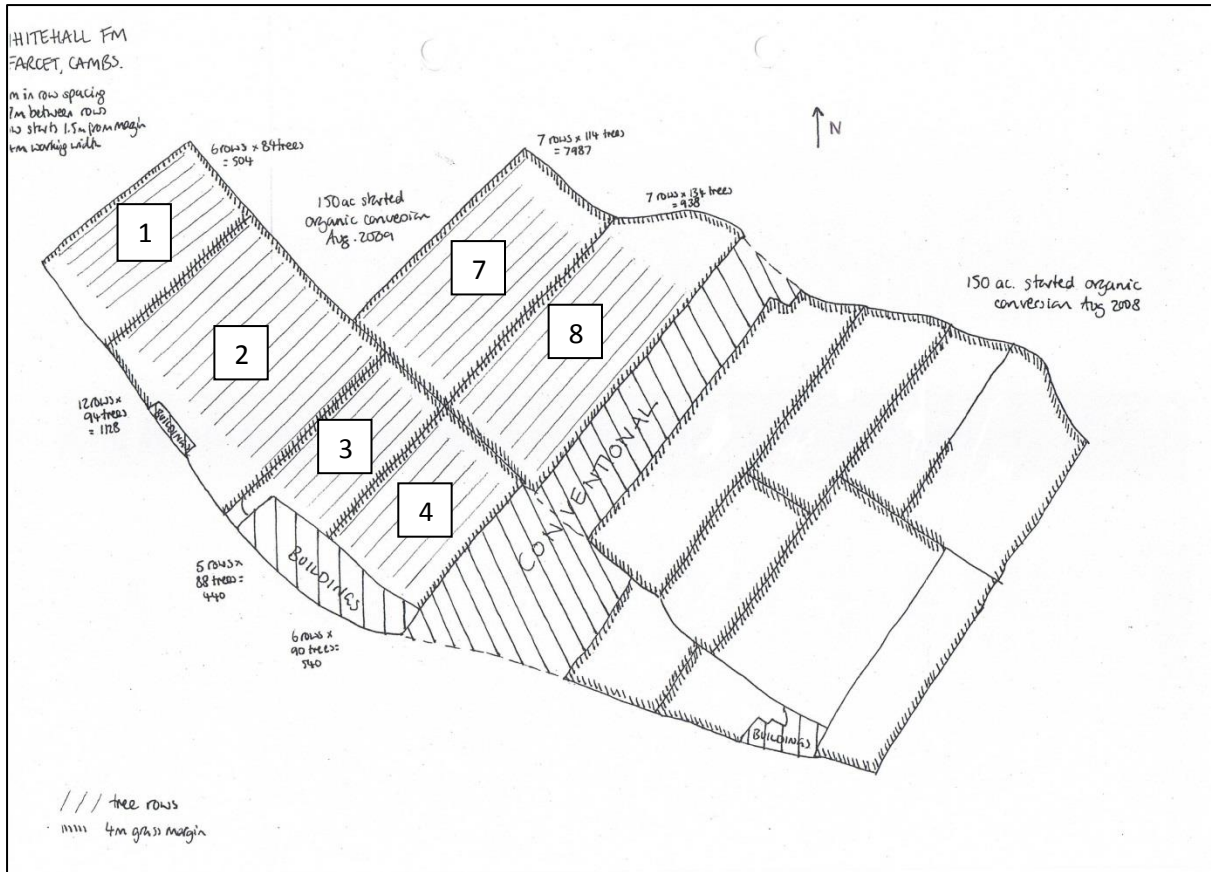 HITEHALL FM
FARCET, CAMBS.
m in row spacing
7m between rows
starts 1.5m from margin
4m working width
6 rows x 84 trees
= 504
7 rows x 114 trees
= 7987
N
150 ac started
organic conversion
Aug. 2009
7 rows x 134 trees
= 938
1
7
150 ac. started organic
conversion Aug 2008
2
8
12 rows x
94 trees
= 1128
BUILDINGS
3
CONVENTIONAL
4
5 rows x
88 trees =
440
BUILDINGS
6 rows x
90 trees =
540
BUILDINGS
/ / / tree rows
4m grass margin